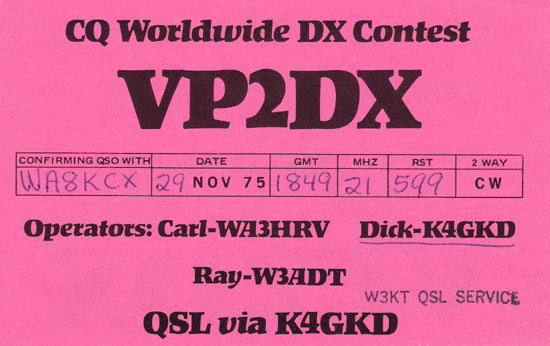 CQ Worldwide DX Contest
VP2DX
CONFIRMING QSO WITH DATE GMT MHZ RST 2 WAY
WA8KCX 29 NOV 75 1849 21 599 CW
Operators: Carl-WA3HRV Dick-K4GKD
Ray-W3ADT
W3KT QSL SERVICE
QSL via K4GKD